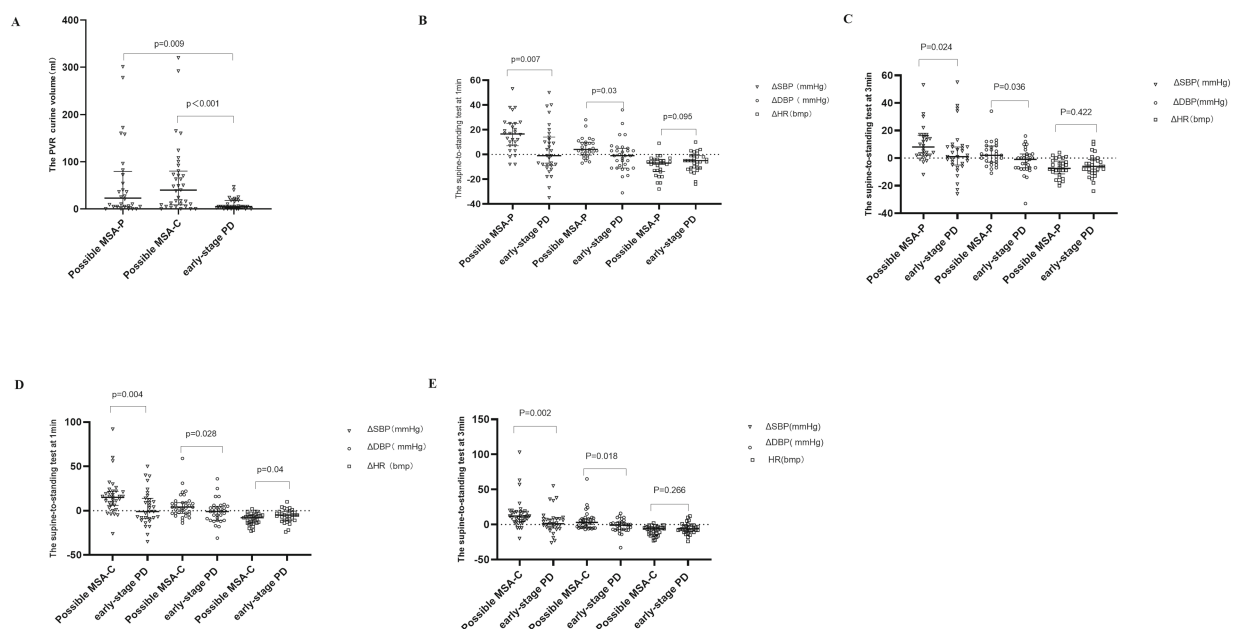 A
The PVR curine volume（ml）
400
300
200
100
0
p=0.009
p＜0.001
Possible MSA-P
Possible MSA-C
early-stage PD
B
The supine-to-standing test at 1min
60
40
20
0
-20
-40
p=0.007
p=0.03
p=0.095
ΔSBP （mmHg）
ΔDBP（ mmHg）
ΔHR（bmp）
Possible MSA-P
early-stage PD
Possible MSA-P
early-stage PD
Possible MSA-P
early-stage PD
C
The supine-to-standing test at 3min
60
40
20
0
-20
-40
P=0.024
P=0.036
P=0.422
ΔSBP( mmHg)
ΔDBP(mmHg)
ΔHR(bmp)
Possible MSA-P
early-stage PD
Possible MSA-P
early-stage PD
Possible MSA-P
early-stage PD
D
The supine-to-standing test at 1min
100
50
0
-50
p=0.004
p=0.028
p=0.04
ΔSBP（mmHg）
ΔDBP（ mmHg）
ΔHR （bmp）
Possible MSA-C
early-stage PD
Possible MSA-C
early-stage PD
Possible MSA-C
early-stage PD
E
The supine-to-standing test at 3min
150
100
50
0
-50
P=0.002
P=0.018
P=0.266
ΔSBP(mmHg)
ΔDBP( mmHg)
HR(bmp)
Possible MSA-C
early-stage PD
Possible MSA-C
early-stage PD
Possible MSA-C
early-stage PD